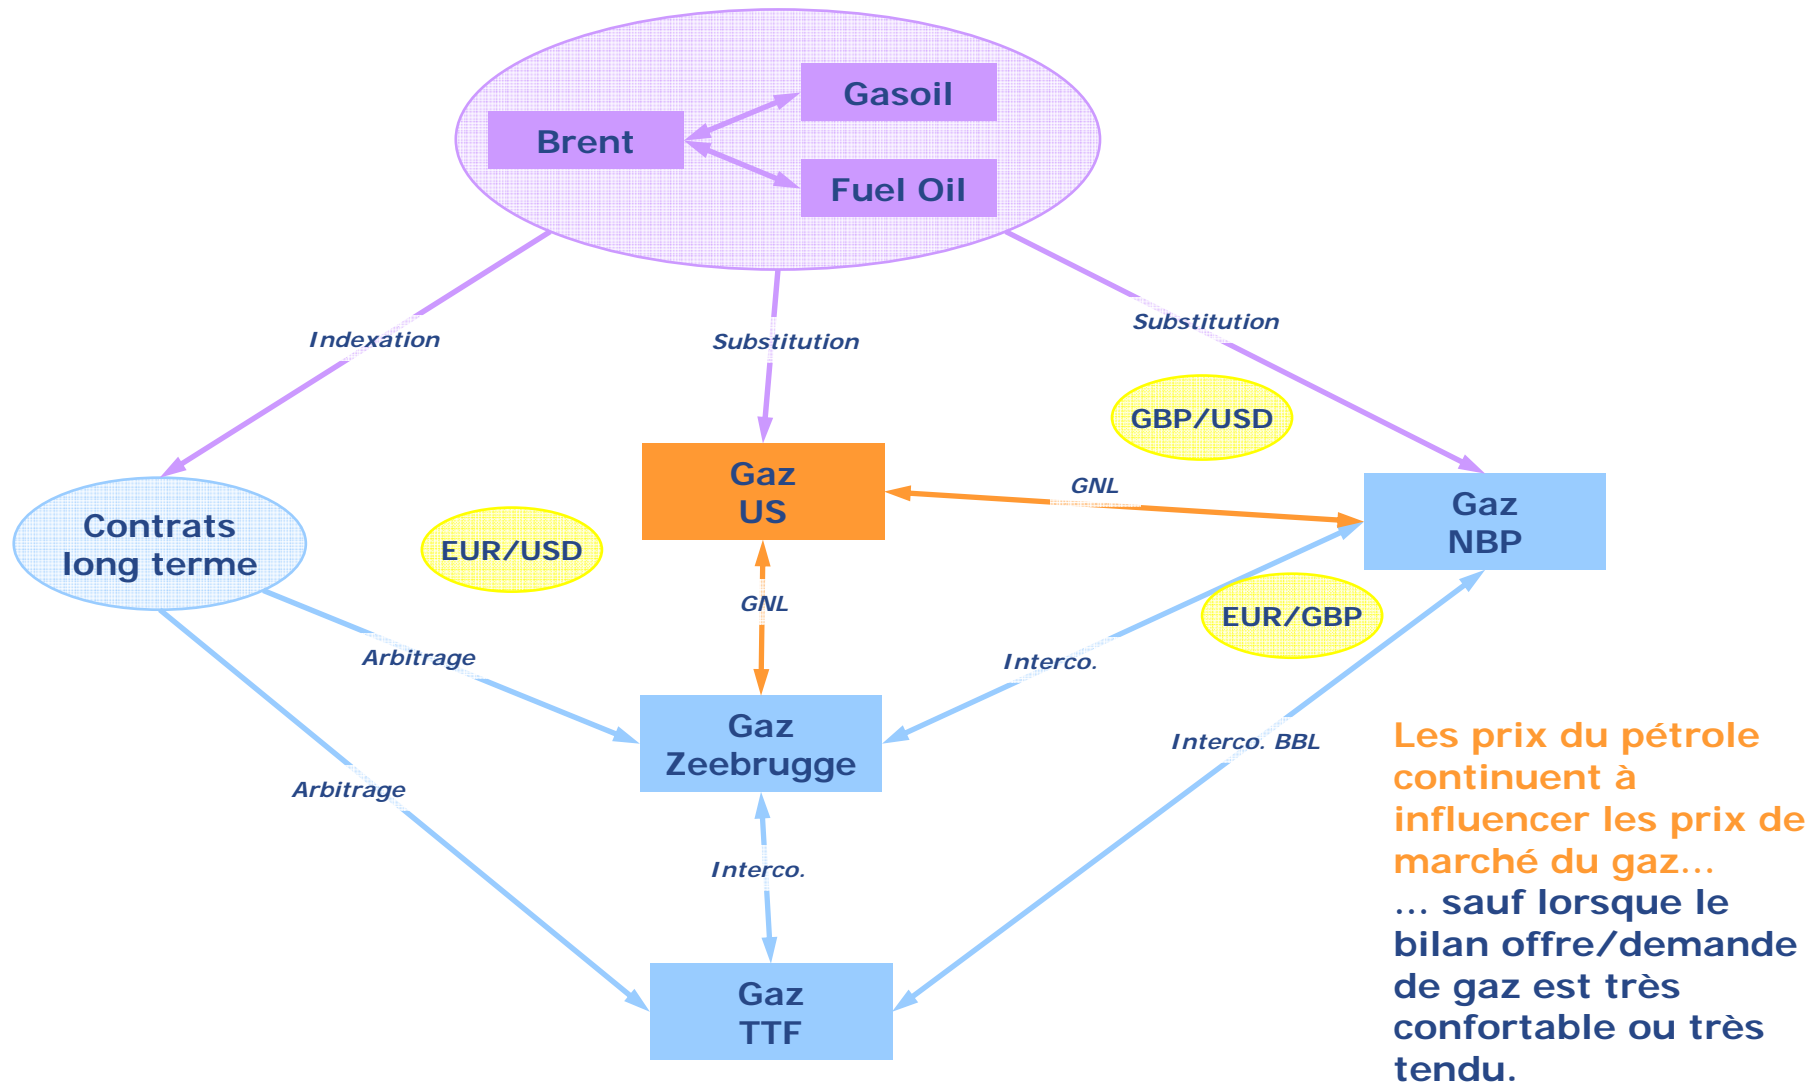 Gasoil
Brent
Fuel Oil
Indexation
Substitution
Substitution
GBP/USD
Gaz
US
GNL
Gaz
NBP
Contrats
long terme
EUR/USD
GNL
EUR/GBP
Arbitrage
Interco.
Gaz
Zeebrugge
Interco. BBL
Arbitrage
Interco.
Gaz
TTF
Les prix du pétrole
continuent à
influencer les prix de
marché du gaz...
... sauf lorsque le
bilan offre/demande
de gaz est très
confortable ou très
tendu.